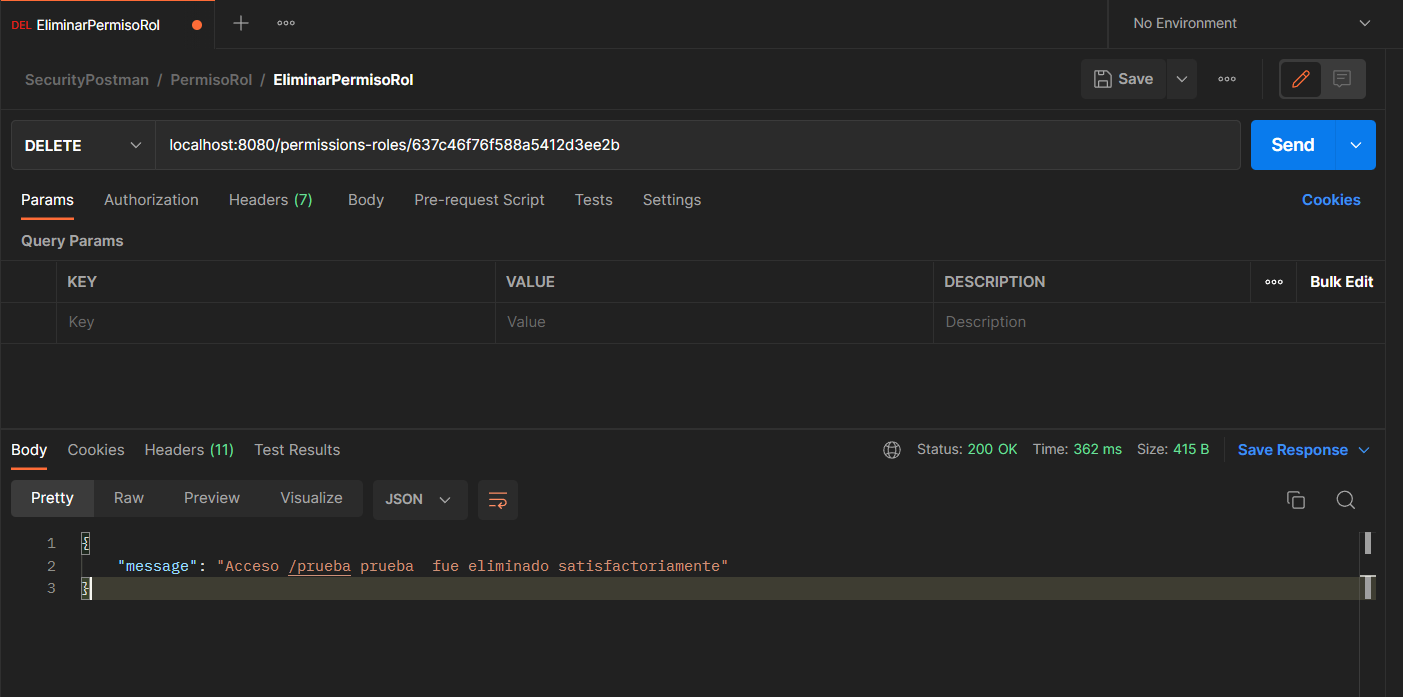 DEL EliminarPermisoRol
No Environment
SecurityPostman / PermisoRol / EliminarPermisoRol
Save
DELETE
localhost:8080/permissions-roles/637c46f76f588a5412d3ee2b
Send
Params Authorization Headers (7) Body Pre-request Script Tests Settings
Cookies
Query Params
KEY VALUE DESCRIPTION Bulk Edit
Key Value Description
Body Cookies Headers (11) Test Results
Status: 200 OK Time: 362 ms Size: 415 B Save Response
Pretty Raw Preview Visualize JSON
1 {
2 "message": "Acceso /prueba prueba  fue eliminado satisfactoriamente"
3 }